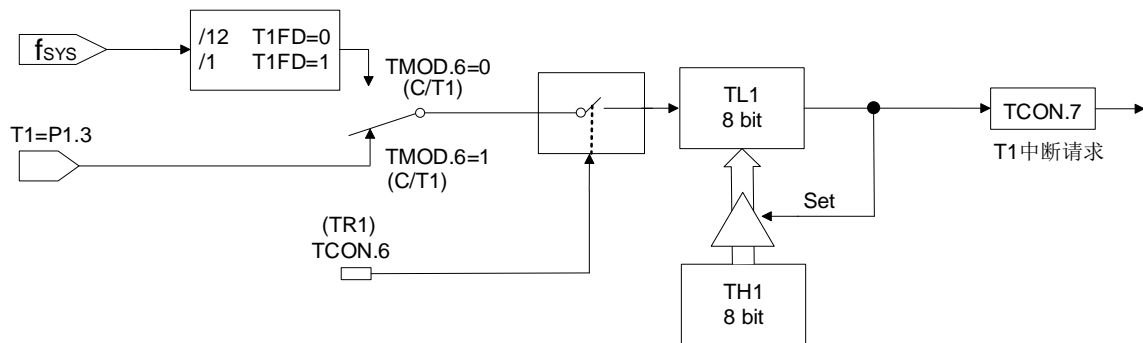 fSYS
/12 T1FD=0
/1 T1FD=1
TMOD.6=0
(C/T1)
T1=P1.3
TMOD.6=1
(C/T1)
(TR1)
TCON.6
TL1
8 bit
Set
TH1
8 bit
TCON.7
T1中断请求